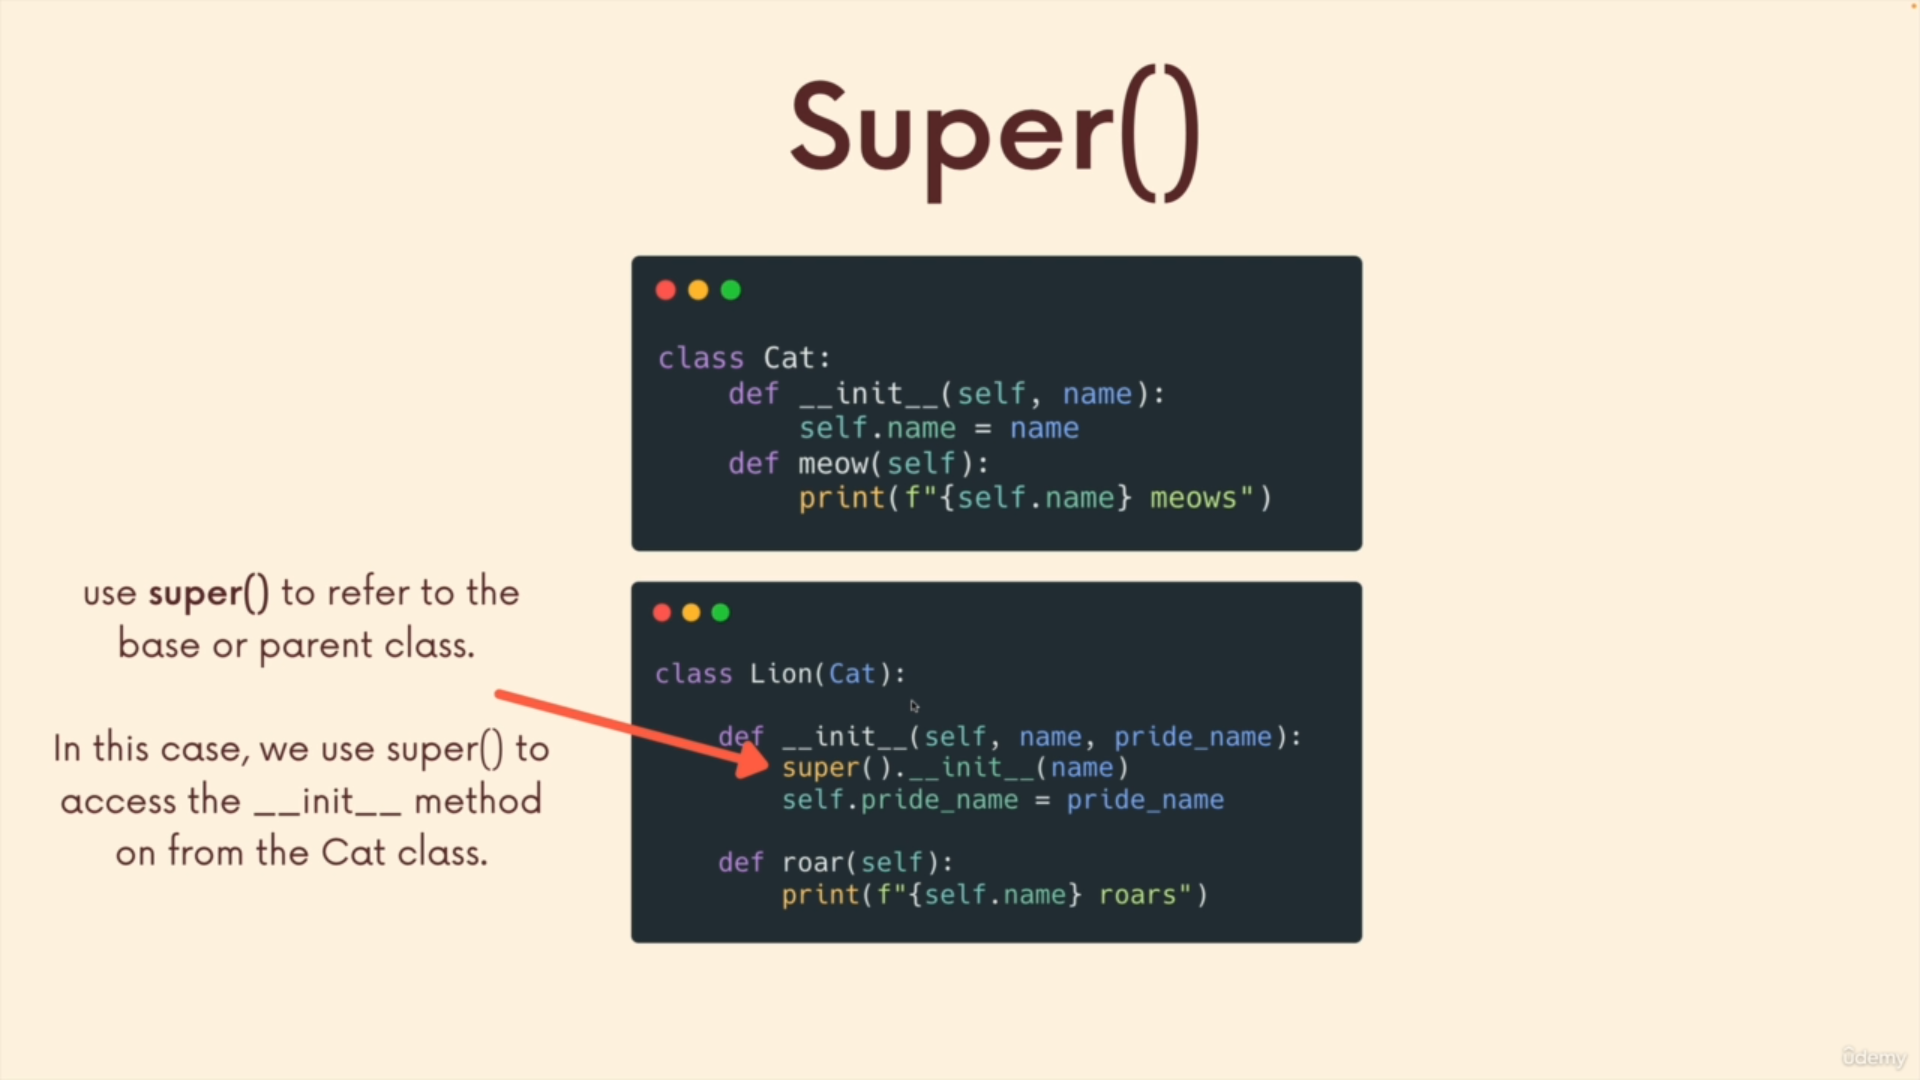 Super()
class Cat:
    def __init__(self, name):
        self.name = name
    def meow(self):
        print(f"{self.name} meows")
use super() to refer to the
base or parent class.
In this case, we use super() to
access the __init__ method
on from the Cat class.
class Lion(Cat):
    def __init__(self, name, pride_name):
        super().__init__(name)
        self.pride_name = pride_name
    def roar(self):
        print(f"{self.name} roars")
ûdemy